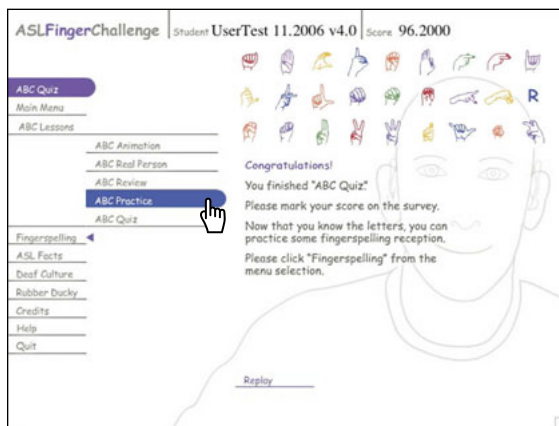 ASLFingerChallenge
Student UserTest 11.2006 v4.0
Score 96.2000
ABC Quiz
Main Menu
ABC Lessons
ABC Animation
ABC Real Person
ABC Review
ABC Practice
ABC Quiz
Fingerspelling
ASL Facts
Deaf Culture
Rubber Ducky
Credits
Help
Quit
R
Congratulations!
You finished "ABC Quiz."
Please mark your score on the survey.
Now that you know the letters, you can
practice some fingerspelling reception.
Please click "Fingerspelling" from the
menu selection.
Replay